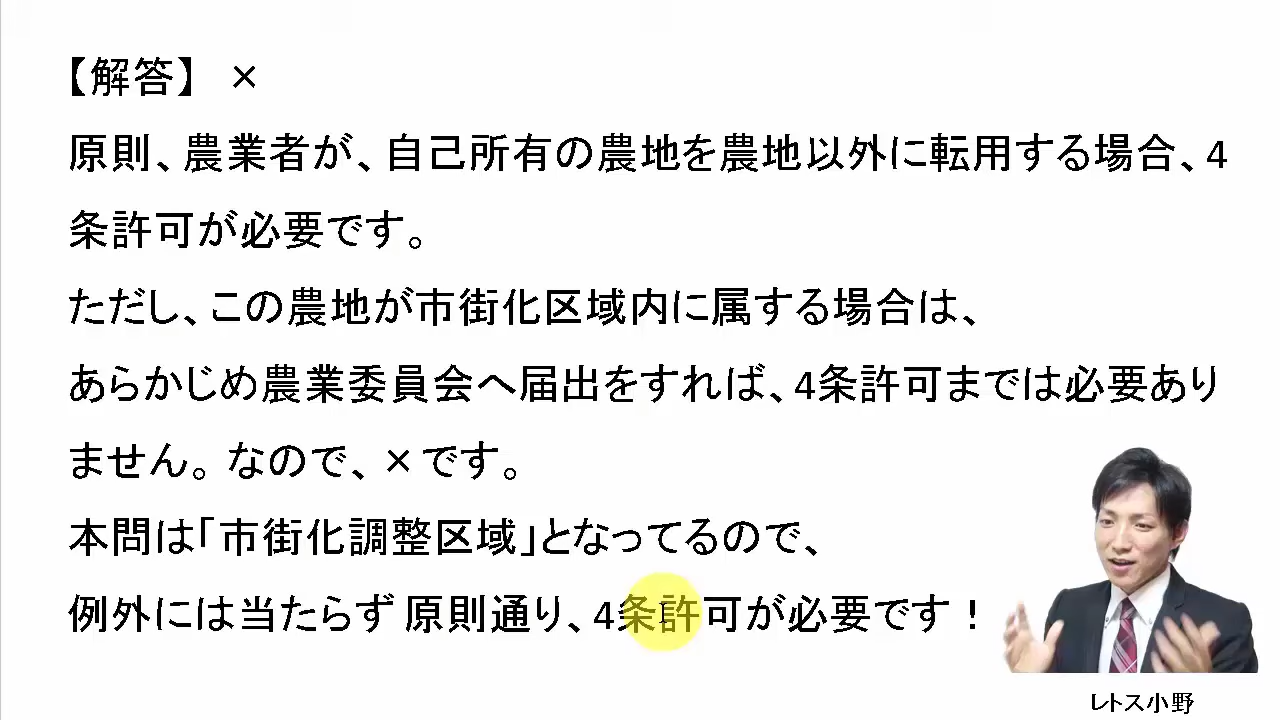 【解答】 ×
原則、農業者が、自己所有の農地を農地以外に転用する場合、4
条許可が必要です。
ただし、この農地が市街化区域内に属する場合は、
あらかじめ農業委員会へ届出をすれば、4条許可までは必要あり
ません。なので、×です。
本問は「市街化調整区域」となってるので、
例外には当たらず原則通り、4条許可が必要です！
レトス小野